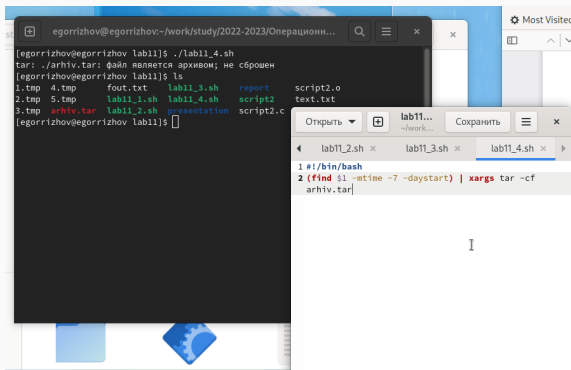 egorrizhov@egorrizhov:~/work/study/2022-2023/Операционн...
[egorrizhov@egorrizhov lab11]$ ./lab11_4.sh
tar: ./arhiv.tar: файл является архивом; не сброшен
[egorrizhov@egorrizhov lab11]$ ls
1.tmp 4.tmp fout.txt lab11_3.sh report script2.o
2.tmp 5.tmp lab11_1.sh lab11_4.sh script2 text.txt
3.tmp arhiv.tar lab11_2.sh presentation script2.c
[egorrizhov@egorrizhov lab11]$
Most Visited
Открыть lab11... Сохранить
~/work...
lab11_2.sh lab11_3.sh lab11_4.sh
1 #!/bin/bash
2 (find $1 -mtime -7 -daystart) | xargs tar -cf
arhiv.tar